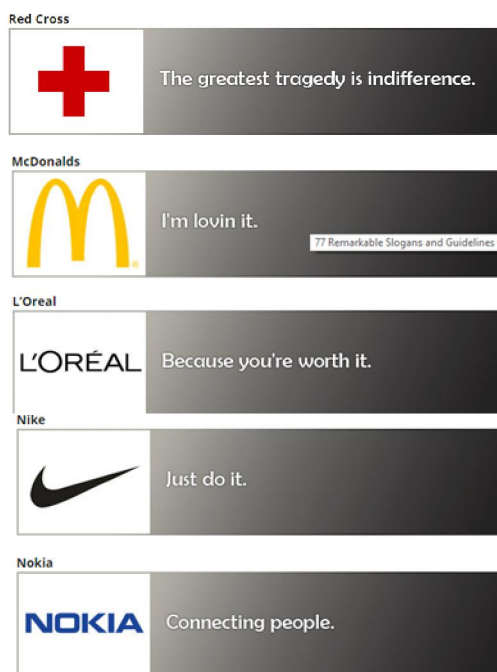 Red Cross
The greatest tragedy is indifference.
McDonalds
I'm lovin it.
77 Remarkable Slogans and Guidelines
L'Oreal
L'ORÉAL
Because you're worth it.
Nike
Just do it.
Nokia
NOKIA
Connecting people.